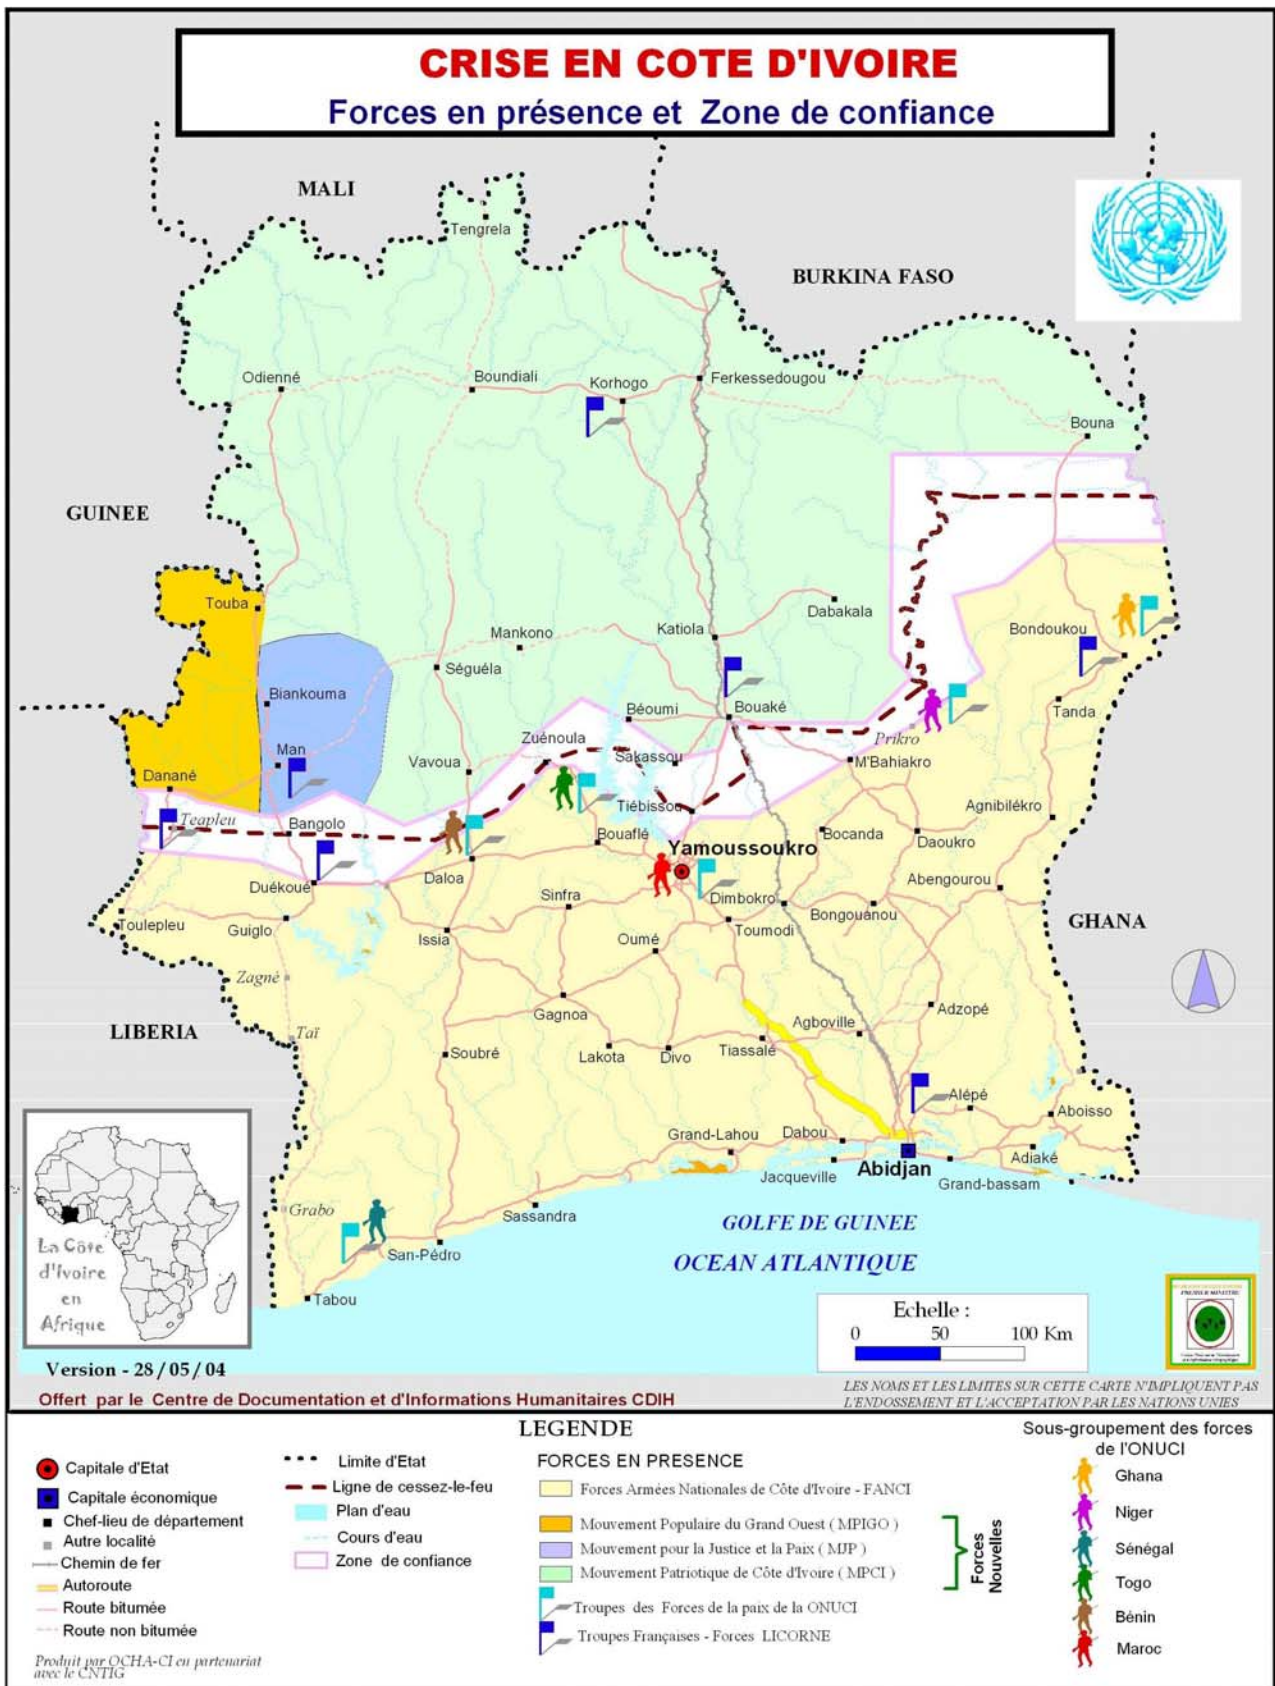 CRISE EN COTE D'IVOIRE
Forces en présence et Zone de confiance
MALI
Tengrela
BURKINA FASO
Odienné
Boundiali
Korhogo
Ferkessedougou
Bouna
GUINEE
Touba
Dabakala
Mankono
Katiola
Bondoukou
Séguéla
Biankouma
Béoumi
Bouaké
Tanda
Zuénoula
Prikro
Man
Vavoua
Sakassou
M'Bahiakro
Danané
Tiébissou
Agnibilékro
Teapleu
Bangolo
Bouaflé
Bocanda
Daoukro
Yamoussoukro
Duékoué
Daloa
Sinfra
Dimbokro
Abengourou
Toulepleu
Guiglo
Issia
Oumé
Toumodi
Bongouanou
GHANA
Zagné
Gagnoa
Adzopé
LIBERIA
Taï
Agboville
Soubré
Lakota
Divo
Tiassalé
Alépé
Aboisso
Grand-Lahou
Dabou
Adiaké
Jacqueville
Abidjan
Grand-bassam
Grabo
Sassandra
GOLFE DE GUINEE
San-Pédro
OCEAN ATLANTIQUE
Tabou
La Côte
d'Ivoire
en
Afrique
Echelle :
0 50 100 Km
PREMIER MINISTRE
Version - 28/05/04
Offert par le Centre de Documentation et d'Informations Humanitaires CDIH
LES NOMS ET LES LIMITES SUR CETTE CARTE N'IMPLIQUENT PAS
L'ENDOSSEMENT ET L'ACCEPTATION PAR LES NATIONS UNIES
LEGENDE
Capitale d'Etat
Capitale économique
Chef-lieu de département
Autre localité
Chemin de fer
Autoroute
Route bitumée
Route non bitumée
Produit par OCHA-CI en partenariat
avec le CNTIG
Limite d'Etat
Ligne de cessez-le-feu
Plan d'eau
Cours d'eau
Zone de confiance
FORCES EN PRESENCE
Forces Armées Nationales de Côte d'Ivoire - FANCI
Mouvement Populaire du Grand Ouest ( MPIGO )
Mouvement pour la Justice et la Paix ( MJP )
Mouvement Patriotique de Côte d'Ivoire ( MPCI )
Forces
Nouvelles
Troupes des Forces de la paix de la ONUCI
Troupes Françaises - Forces LICORNE
Sous-groupement des forces
de l'ONUCI
Ghana
Niger
Sénégal
Togo
Bénin
Maroc